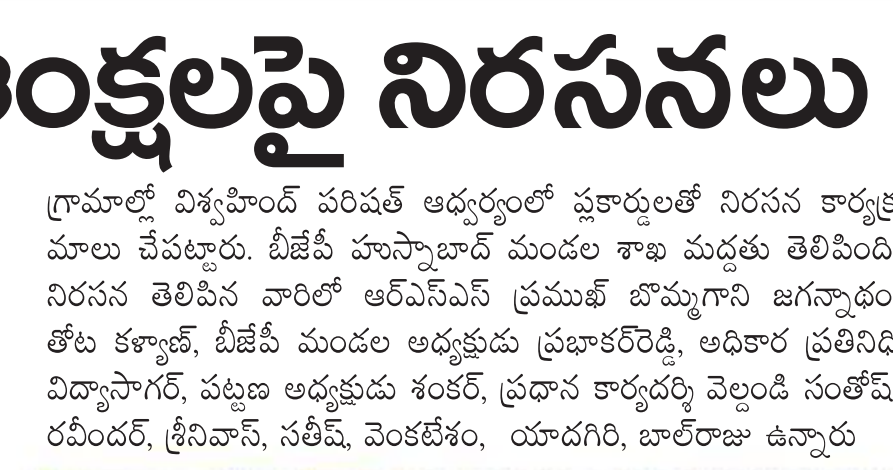 ంక్షలపై నిరసనలు
గ్రామాల్లో విశ్వహింద్ పరిషత్ ఆధ్వర్యంలో ప్లకార్డులతో నిరసన కార్యక్ర
మాలు చేపట్టారు. బీజేపీ హుస్నాబాద్ మండల శాఖ మద్దతు తెలిపింది
నిరసన తెలిపిన వారిలో ఆర్ఎస్ఎస్ ప్రముఖ్ బొమ్మగాని జగన్నాథం
తోట కళ్యాణ్, బీజేపీ మండల అధ్యక్షుడు ప్రభాకర్‌రెడ్డి, అధికార ప్రతినిధి
విద్యాసాగర్, పట్టణ అధ్యక్షుడు శంకర్, ప్రధాన కార్యదర్శి వెల్దండి సంతోష్
రవీందర్, శ్రీనివాస్, సతీష్, వెంకటేశం, యాదగిరి, బాల్‌రాజు ఉన్నారు